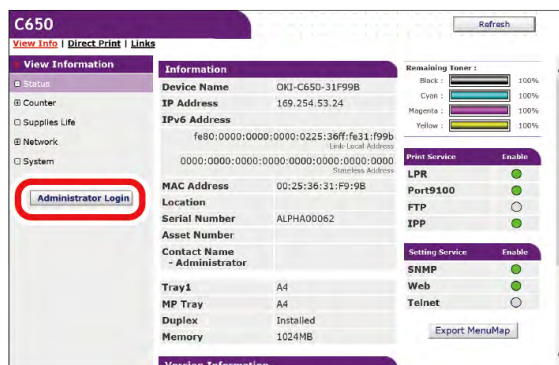 C650
Refresh
View Info | Direct Print | Links
View Information
Status
Counter
Supplies Life
Network
System
Administrator Login
Information
Device Name OKI-C650-31F99B
IP Address 169.254.53.24
IPv6 Address
fe80:0000:0000:0000:0225:36ff:fe31:f99b
Link-Local Address
0000:0000:0000:0000:0000:0000:0000:0000
Stateless Address
MAC Address 00:25:36:31:F9:9B
Location
Serial Number ALPHA00062
Asset Number
Contact Name
- Administrator
Tray1 A4
MP Tray A4
Duplex Installed
Memory 1024MB
Version Information
Remaining Toner :
Black : 100%
Cyan : 100%
Magenta : 100%
Yellow : 100%
Print Service Enable
LPR
Port9100
FTP
IPP
Setting Service Enable
SNMP
Web
Telnet
Export MenuMap